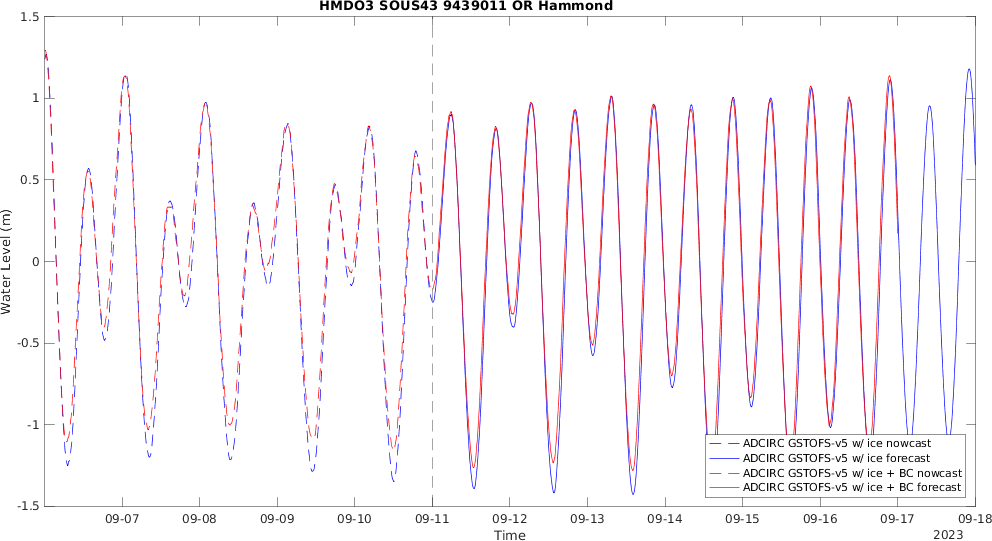 HMDO3 SOUS43 9439011 OR Hammond
1.5
1
0.5
0
-0.5
-1
-1.5
Water Level (m)
ADCIRC GSTOFS-v5 w/ ice nowcast
ADCIRC GSTOFS-v5 w/ ice forecast
ADCIRC GSTOFS-v5 w/ ice + BC nowcast
ADCIRC GSTOFS-v5 w/ ice + BC forecast
09-07 09-08 09-09 09-10 09-11 09-12 09-13 09-14 09-15 09-16 09-17 09-18
Time
2023